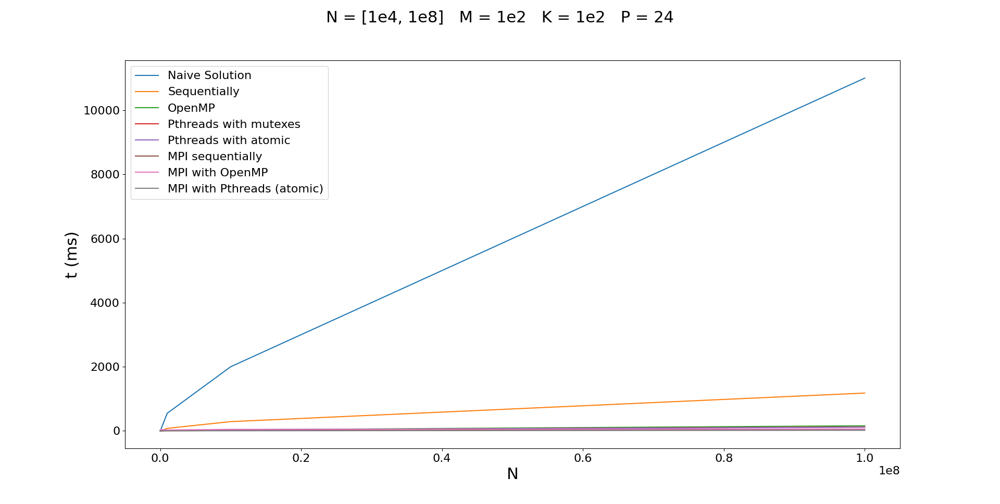 N = [1e4, 1e8]   M = 1e2   K = 1e2   P = 24
Naive Solution
Sequentially
OpenMP
Pthreads with mutexes
Pthreads with atomic
MPI sequentially
MPI with OpenMP
MPI with Pthreads (atomic)
10000
8000
6000
4000
2000
0
t (ms)
0.0 0.2 0.4 0.6 0.8 1.0
1e8
N